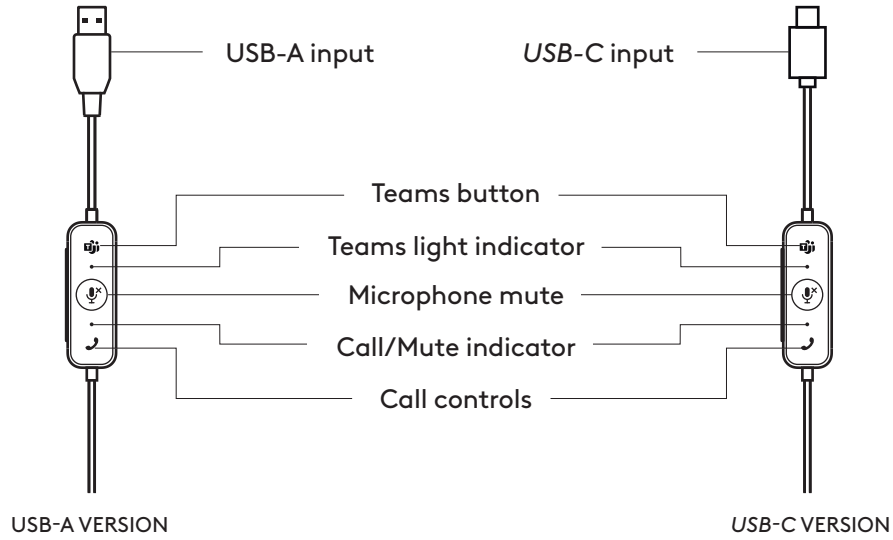 USB-A input
USB-C input
Teams button
Teams light indicator
Microphone mute
Call/Mute indicator
Call controls
USB-A VERSION
USB-C VERSION